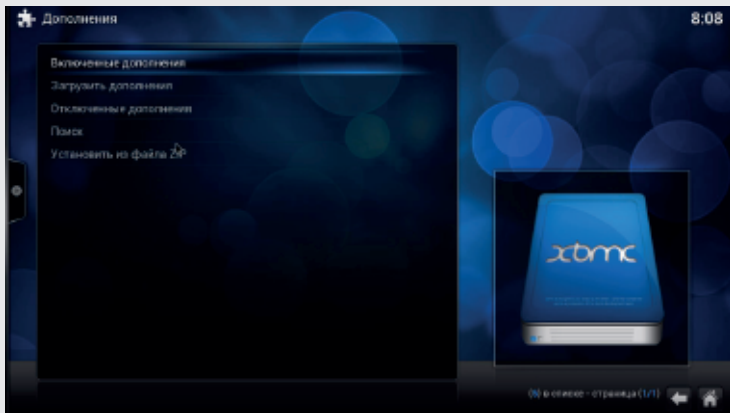 Дополнения
8:08
Включенные дополнения
Загрузить дополнения
Отключенные дополнения
Поиск
Установить из файла ZIP
xbmc
(5) в списке - страница (1/1)